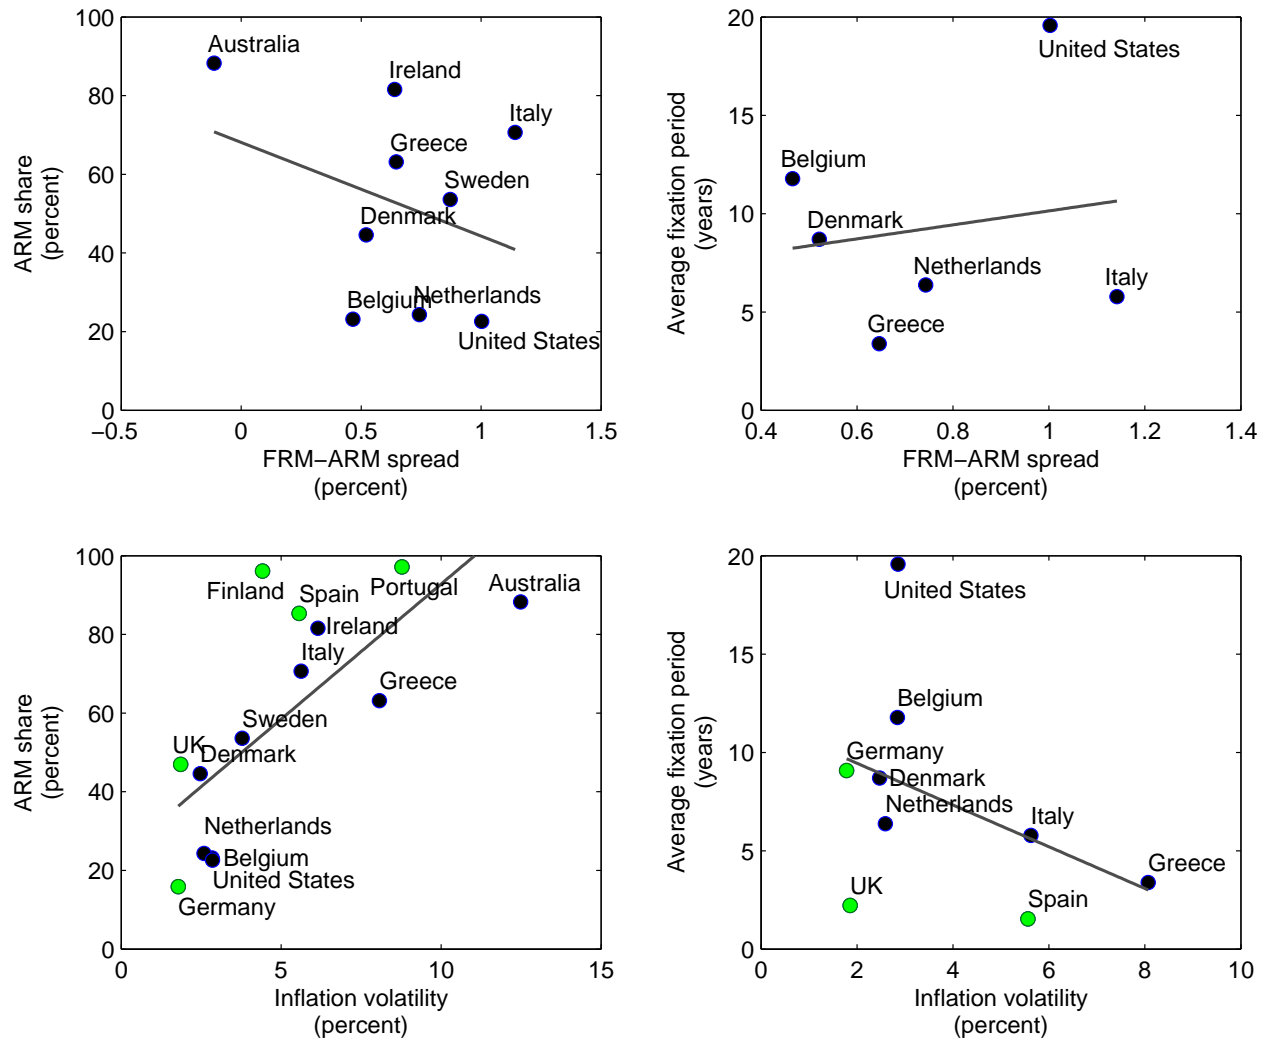 100
80
60
40
20
0
ARM share
(percent)
Australia
Ireland
Italy
Greece
Sweden
Denmark
Belgium
Netherlands
United States
−0.5
0
0.5
1
1.5
FRM−ARM spread
(percent)
20
15
10
5
0
Average fixation period
(years)
United States
Belgium
Denmark
Netherlands
Italy
Greece
0.4
0.6
0.8
1
1.2
1.4
FRM−ARM spread
(percent)
100
80
60
40
20
0
ARM share
(percent)
Finland
Spain
Portugal
Australia
Ireland
Italy
Greece
Sweden
UK
Denmark
Netherlands
Belgium
United States
Germany
0
5
10
15
Inflation volatility
(percent)
20
15
10
5
0
Average fixation period
(years)
United States
Belgium
Germany
Denmark
Netherlands
Italy
Greece
UK
Spain
0
2
4
6
8
10
Inflation volatility
(percent)